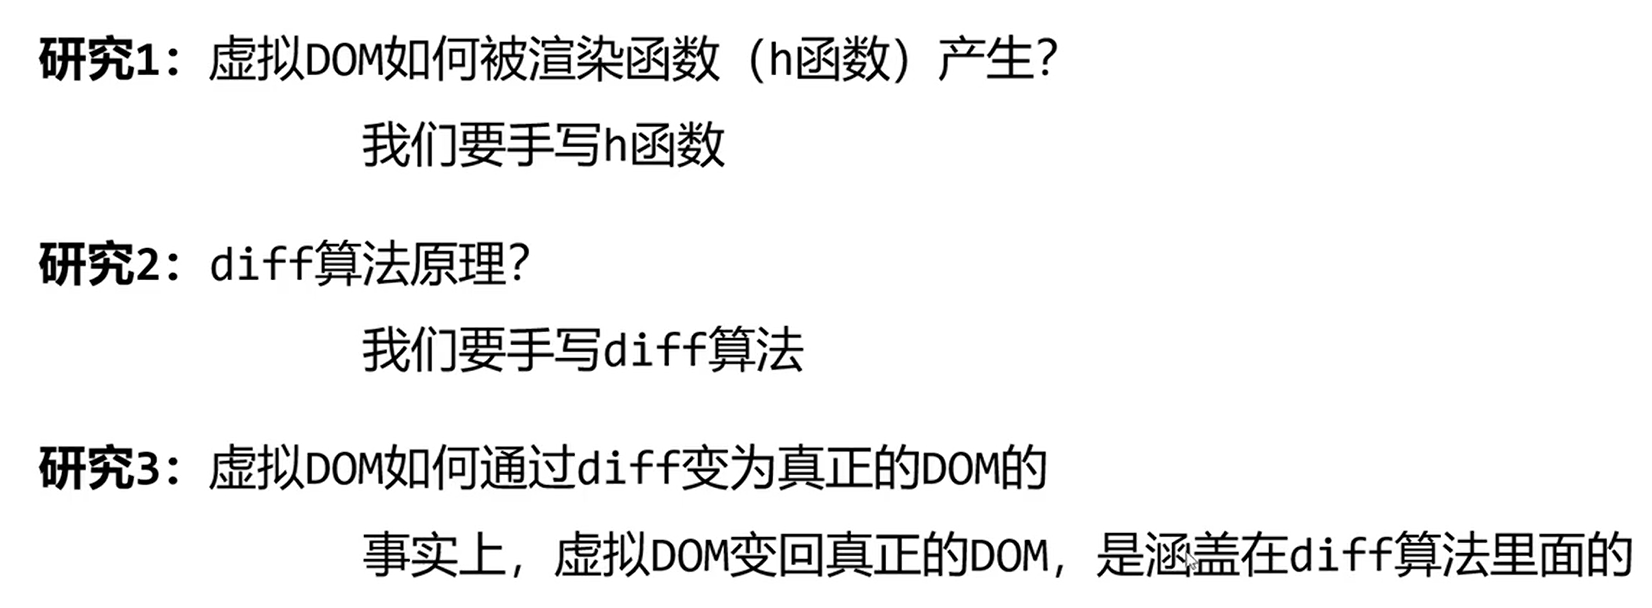 研究1：虚拟DOM如何被渲染函数（h函数）产生？
我们要手写h函数
研究2：diff算法原理？
我们要手写diff算法
研究3：虚拟DOM如何通过diff变为真正的DOM的
事实上，虚拟DOM变回真正的DOM，是涵盖在diff算法里面的